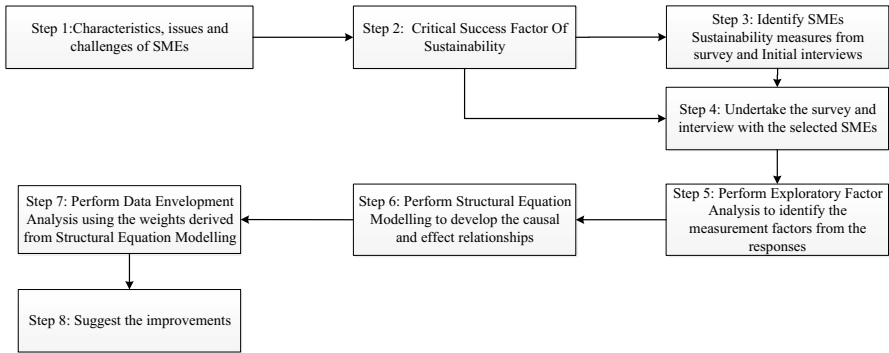 Step 1:Characteristics, issues and
challenges of SMEs
Step 2:  Critical Success Factor Of
Sustainability
Step 3: Identify SMEs
Sustainability measures from
survey and Initial interviews
Step 4: Undertake the survey and
interview with the selected SMEs
Step 5: Perform Exploratory Factor
Analysis to identify the
measurement factors from the
responses
Step 6: Perform Structural Equation
Modelling to develop the causal
and effect relationships
Step 7: Perform Data Envelopment
Analysis using the weights derived
from Structural Equation Modelling
Step 8: Suggest the improvements